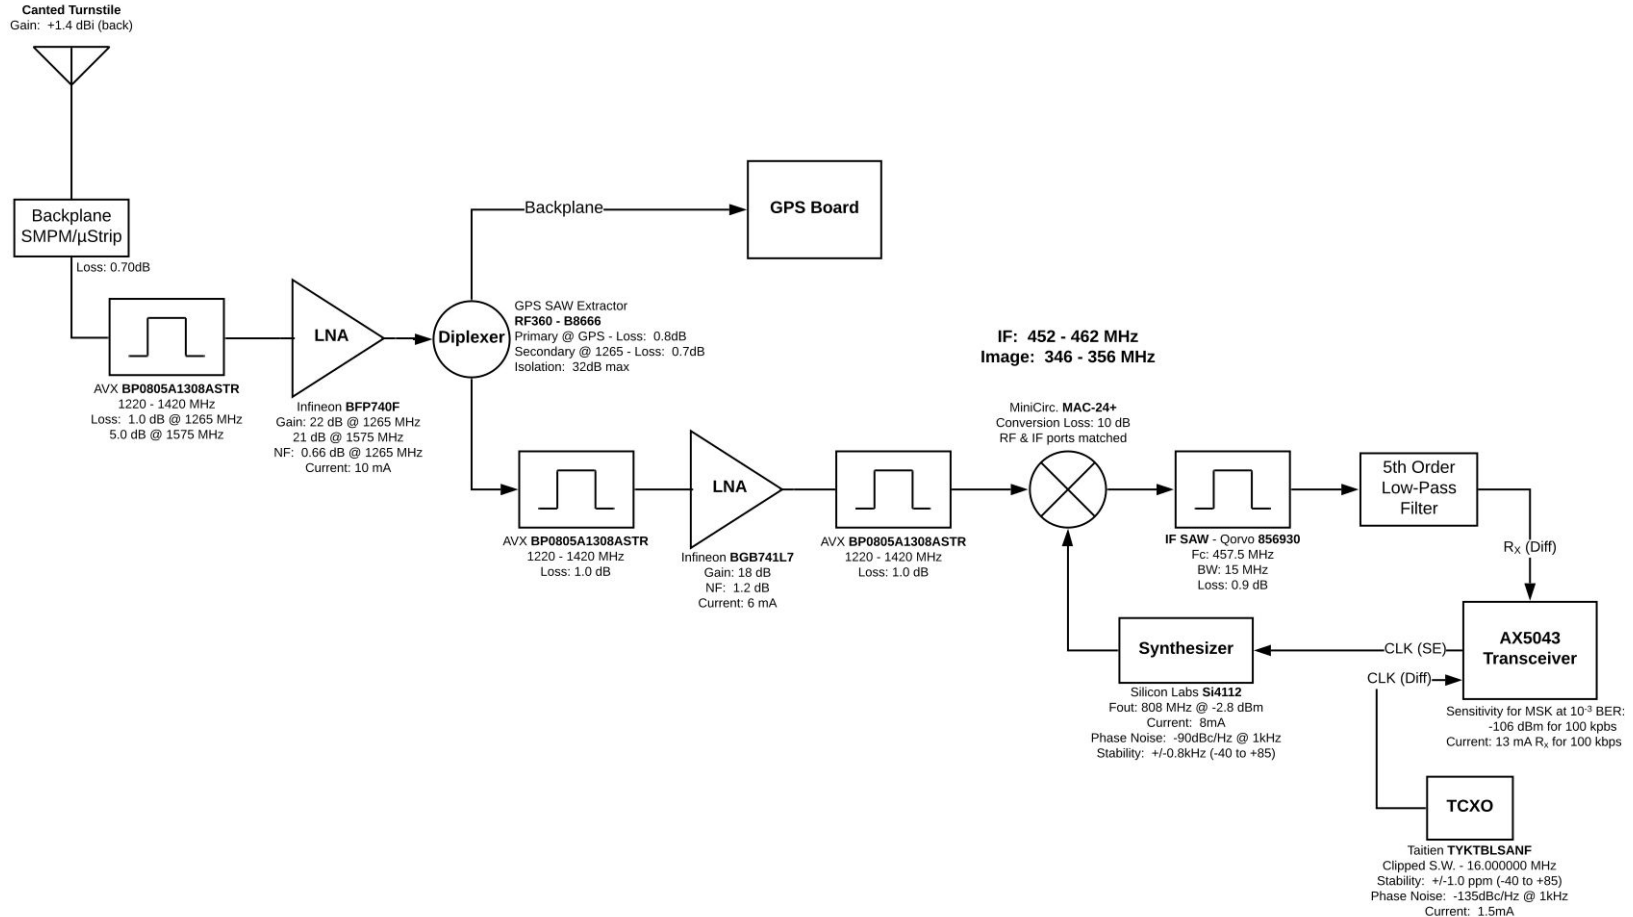 Canted Turnstile
Gain: +1.4 dBi (back)
Backplane
SMPM/µStrip
Loss: 0.70dB
AVX BP0805A1308ASTR
1220 - 1420 MHz
Loss: 1.0 dB @ 1265 MHz
5.0 dB @ 1575 MHz
LNA
Infineon BFP740F
Gain: 22 dB @ 1265 MHz
21 dB @ 1575 MHz
NF: 0.66 dB @ 1265 MHz
Current: 10 mA
Diplexer
GPS SAW Extractor
RF360 - B8666
Primary @ GPS - Loss: 0.8dB
Secondary @ 1265 - Loss: 0.7dB
Isolation: 32dB max
Backplane
GPS Board
AVX BP0805A1308ASTR
1220 - 1420 MHz
Loss: 1.0 dB
LNA
Infineon BGB741L7
Gain: 18 dB
NF: 1.2 dB
Current: 6 mA
AVX BP0805A1308ASTR
1220 - 1420 MHz
Loss: 1.0 dB
IF: 452 - 462 MHz
Image: 346 - 356 MHz
MiniCirc. MAC-24+
Conversion Loss: 10 dB
RF & IF ports matched
IF SAW - Qorvo 856930
Fc: 457.5 MHz
BW: 15 MHz
Loss: 0.9 dB
5th Order
Low-Pass
Filter
RX (Diff)
AX5043
Transceiver
Sensitivity for MSK at 10-3 BER:
-106 dBm for 100 kpbs
Current: 13 mA Rx for 100 kbps
CLK (SE)
CLK (Diff)
Synthesizer
Silicon Labs Si4112
Fout: 808 MHz @ -2.8 dBm
Current: 8mA
Phase Noise: -90dBc/Hz @ 1kHz
Stability: +/-0.8kHz (-40 to +85)
TCXO
Taitien TYKTBLSANF
Clipped S.W. - 16.000000 MHz
Stability: +/-1.0 ppm (-40 to +85)
Phase Noise: -135dBc/Hz @ 1kHz
Current: 1.5mA